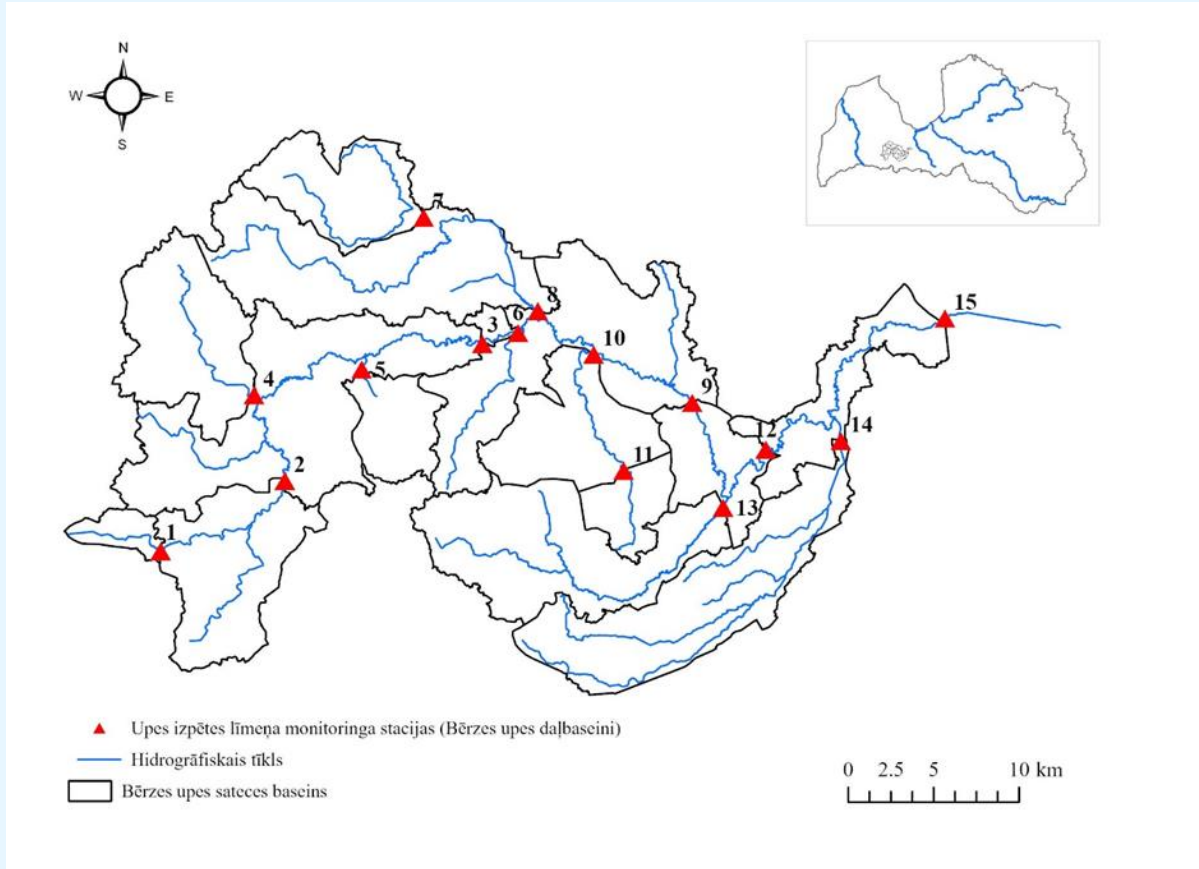 N
W E
S
7
8
15
3 6
10
5
4
9
12 14
2
11
13
1
Upes izpētes līmeņa monitoringa stacijas (Bērzes upes daļbaseini)
Hidrogrāfiskais tīkls
Bērzes upes sateces baseins
0 2.5 5 10 km